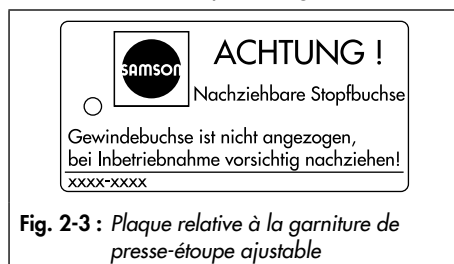 SAMSON
ACHTUNG !
Nachziehbare Stopfbuchse
Gewindebuchse ist nicht angezogen,
bei Inbetriebnahme vorsichtig nachziehen!
xxxx-xxxx
Fig. 2-3 : Plaque relative à la garniture de
presse-étoupe ajustable